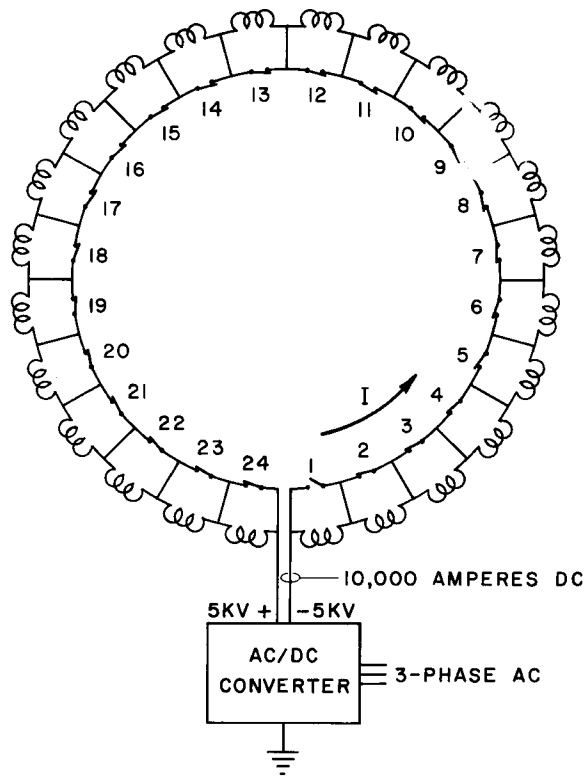 13 12
14 11
15 10
16 9
17 8
18 7
19 6
20 5
21 4
22 3
23 2
24 1
I
10,000 AMPERES DC
5KV + -5KV
AC/DC
CONVERTER
3-PHASE AC